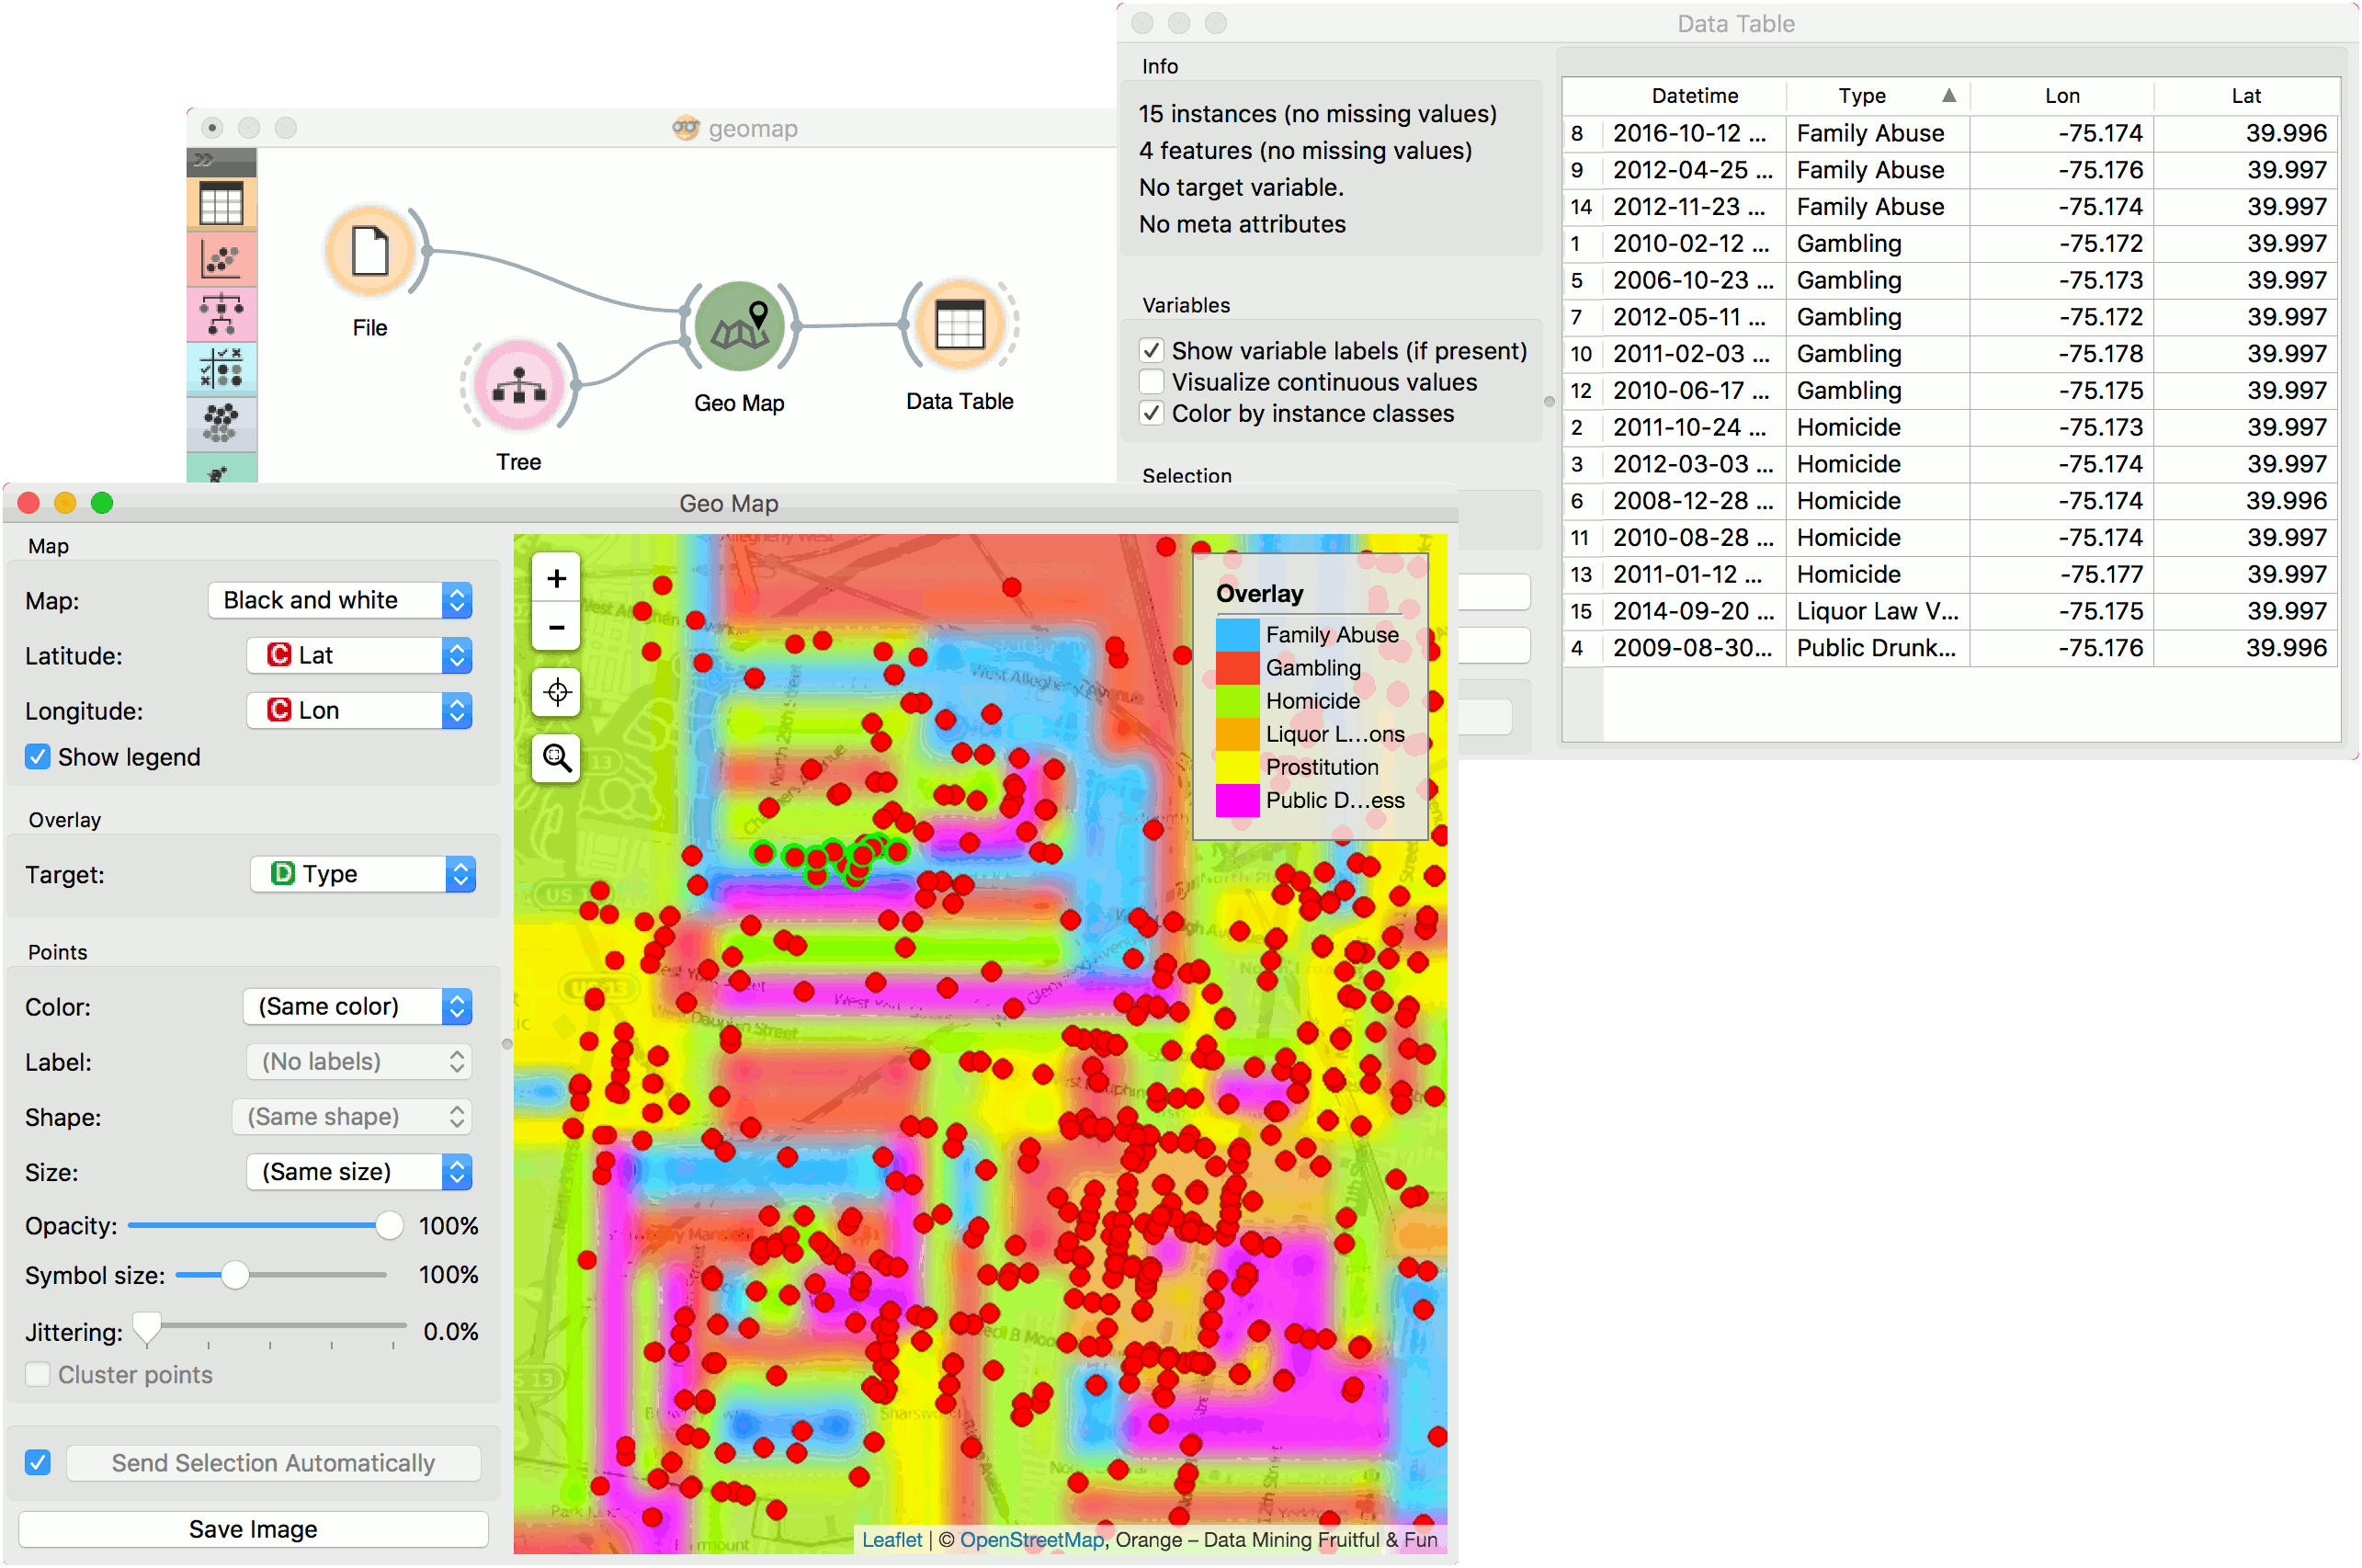 geomap
File
Tree
Geo Map
Data Table
Data Table
Info
15 instances (no missing values)
4 features (no missing values)
No target variable.
No meta attributes
Variables
Show variable labels (if present)
Visualize continuous values
Color by instance classes
Selection
Datetime Type Lon Lat
8 2016-10-12 ... Family Abuse -75.174 39.996
9 2012-04-25 ... Family Abuse -75.176 39.997
14 2012-11-23 ... Family Abuse -75.174 39.997
1 2010-02-12 ... Gambling -75.172 39.997
5 2006-10-23 ... Gambling -75.173 39.997
7 2012-05-11 ... Gambling -75.172 39.997
10 2011-02-03 ... Gambling -75.178 39.997
12 2010-06-17 ... Gambling -75.175 39.997
2 2011-10-24 ... Homicide -75.173 39.997
3 2012-03-03 ... Homicide -75.174 39.997
6 2008-12-28 ... Homicide -75.174 39.996
11 2010-08-28 ... Homicide -75.174 39.997
13 2011-01-12 ... Homicide -75.177 39.997
15 2014-09-20 ... Liquor Law V... -75.175 39.997
4 2009-08-30... Public Drunk... -75.176 39.996
Geo Map
Map
Map: Black and white
Latitude: C Lat
Longitude: C Lon
Show legend
Overlay
Target: D Type
Points
Color: (Same color)
Label: (No labels)
Shape: (Same shape)
Size: (Same size)
Opacity: 100%
Symbol size: 100%
Jittering: 0.0%
Cluster points
Send Selection Automatically
Save Image
+
−
Overlay
Family Abuse
Gambling
Homicide
Liquor L...ons
Prostitution
Public D...ess
West Allegheny Avenue
North 29th Street
US 13
West Dauphin Street
Leaflet | © OpenStreetMap, Orange – Data Mining Fruitful & Fun